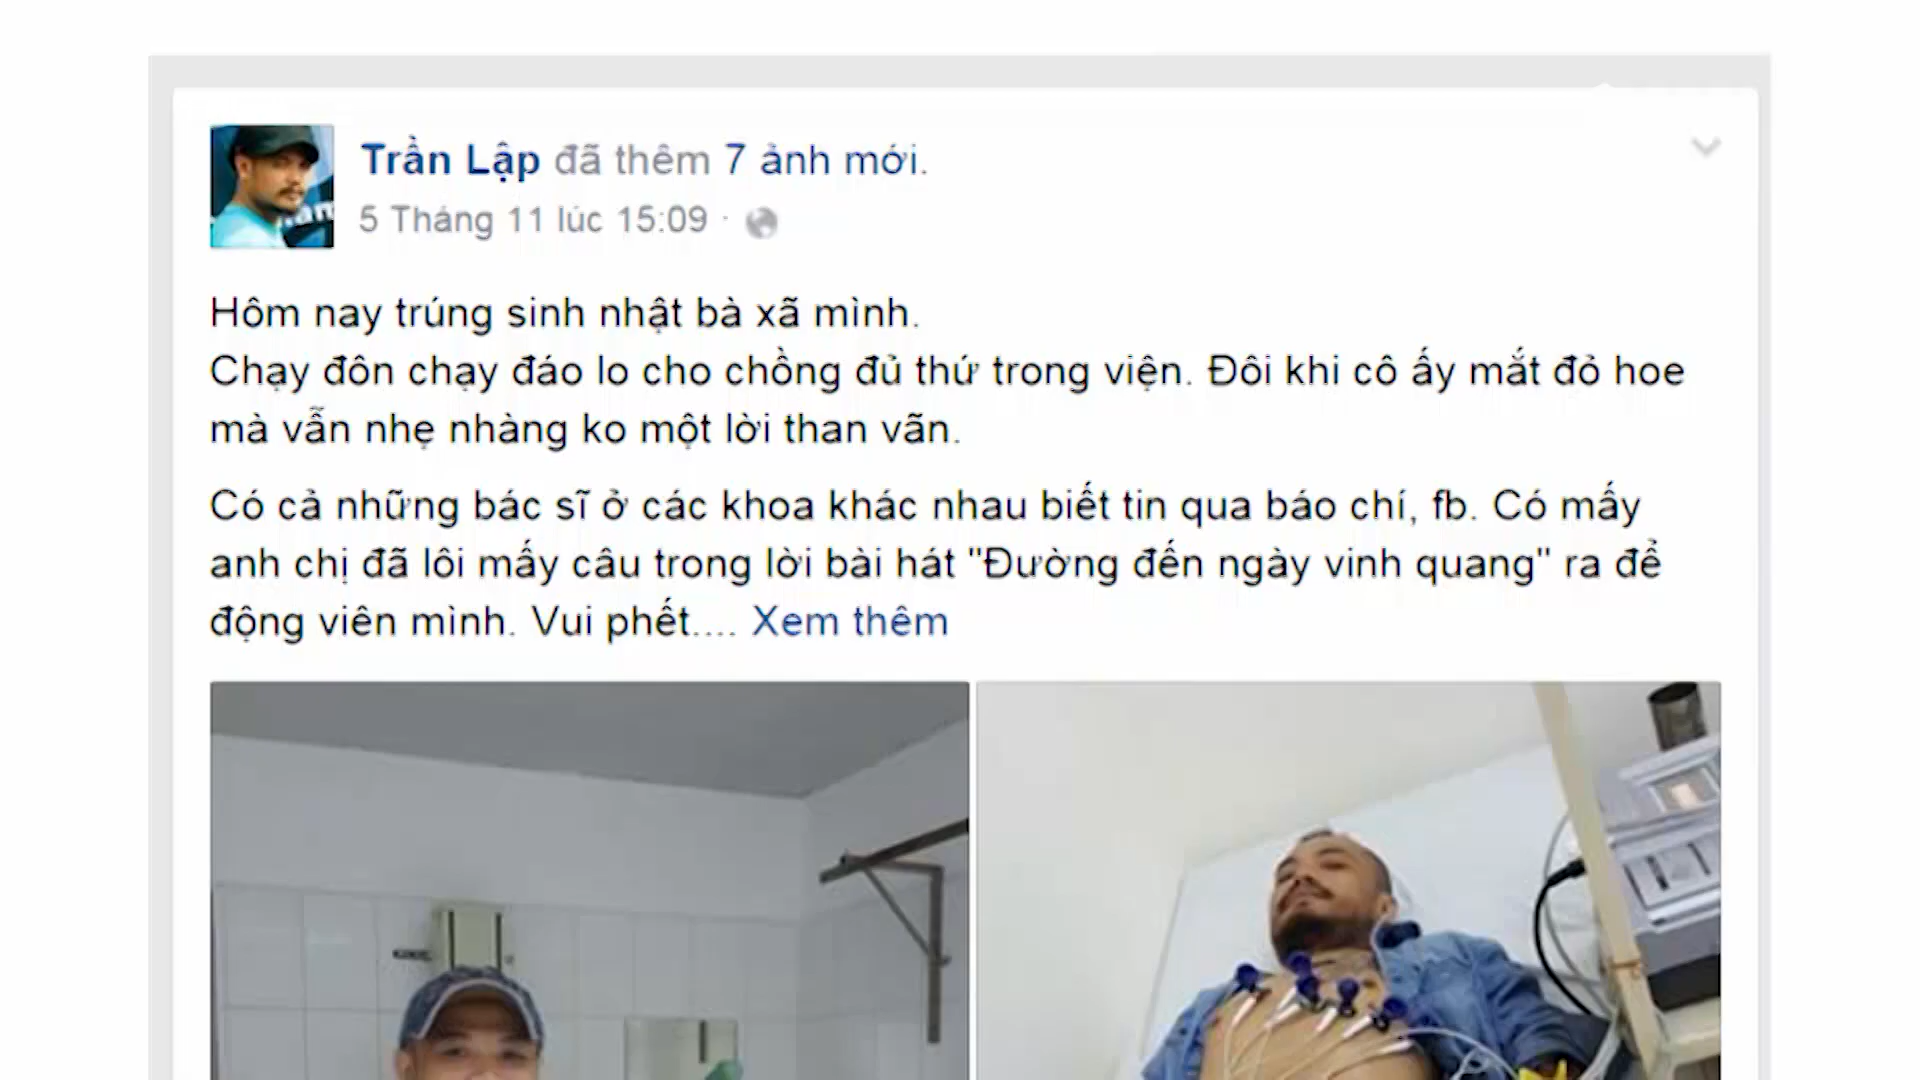 Trần Lập đã thêm 7 ảnh mới.
5 Tháng 11 lúc 15:09 ·
Hôm nay trúng sinh nhật bà xã mình.
Chạy đôn chạy đáo lo cho chồng đủ thứ trong viện. Đôi khi cô ấy mắt đỏ hoe
mà vẫn nhẹ nhàng ko một lời than vãn.
Có cả những bác sĩ ở các khoa khác nhau biết tin qua báo chí, fb. Có mấy
anh chị đã lôi mấy câu trong lời bài hát "Đường đến ngày vinh quang" ra để
động viên mình. Vui phết.... Xem thêm